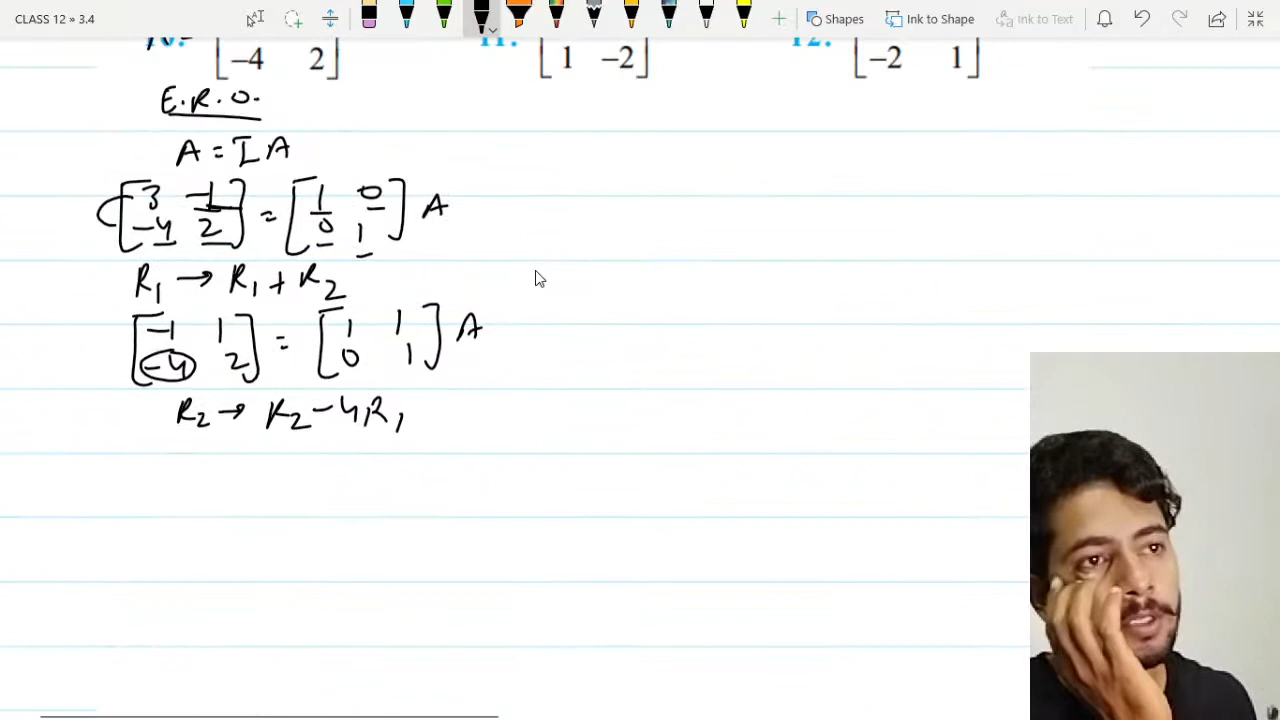 CLASS 12 » 3.4
Shapes
Ink to Shape
Ink to Text
10.
-4 2
11.
1 -2
12.
-2 1
E.R.O.
A = I A
[3 -1
-4 2] = [1 0
0 1] A
R1 → R1 + R2
[-1 1
-4 2] = [1 1
0 1] A
R2 → R2 - 4R1